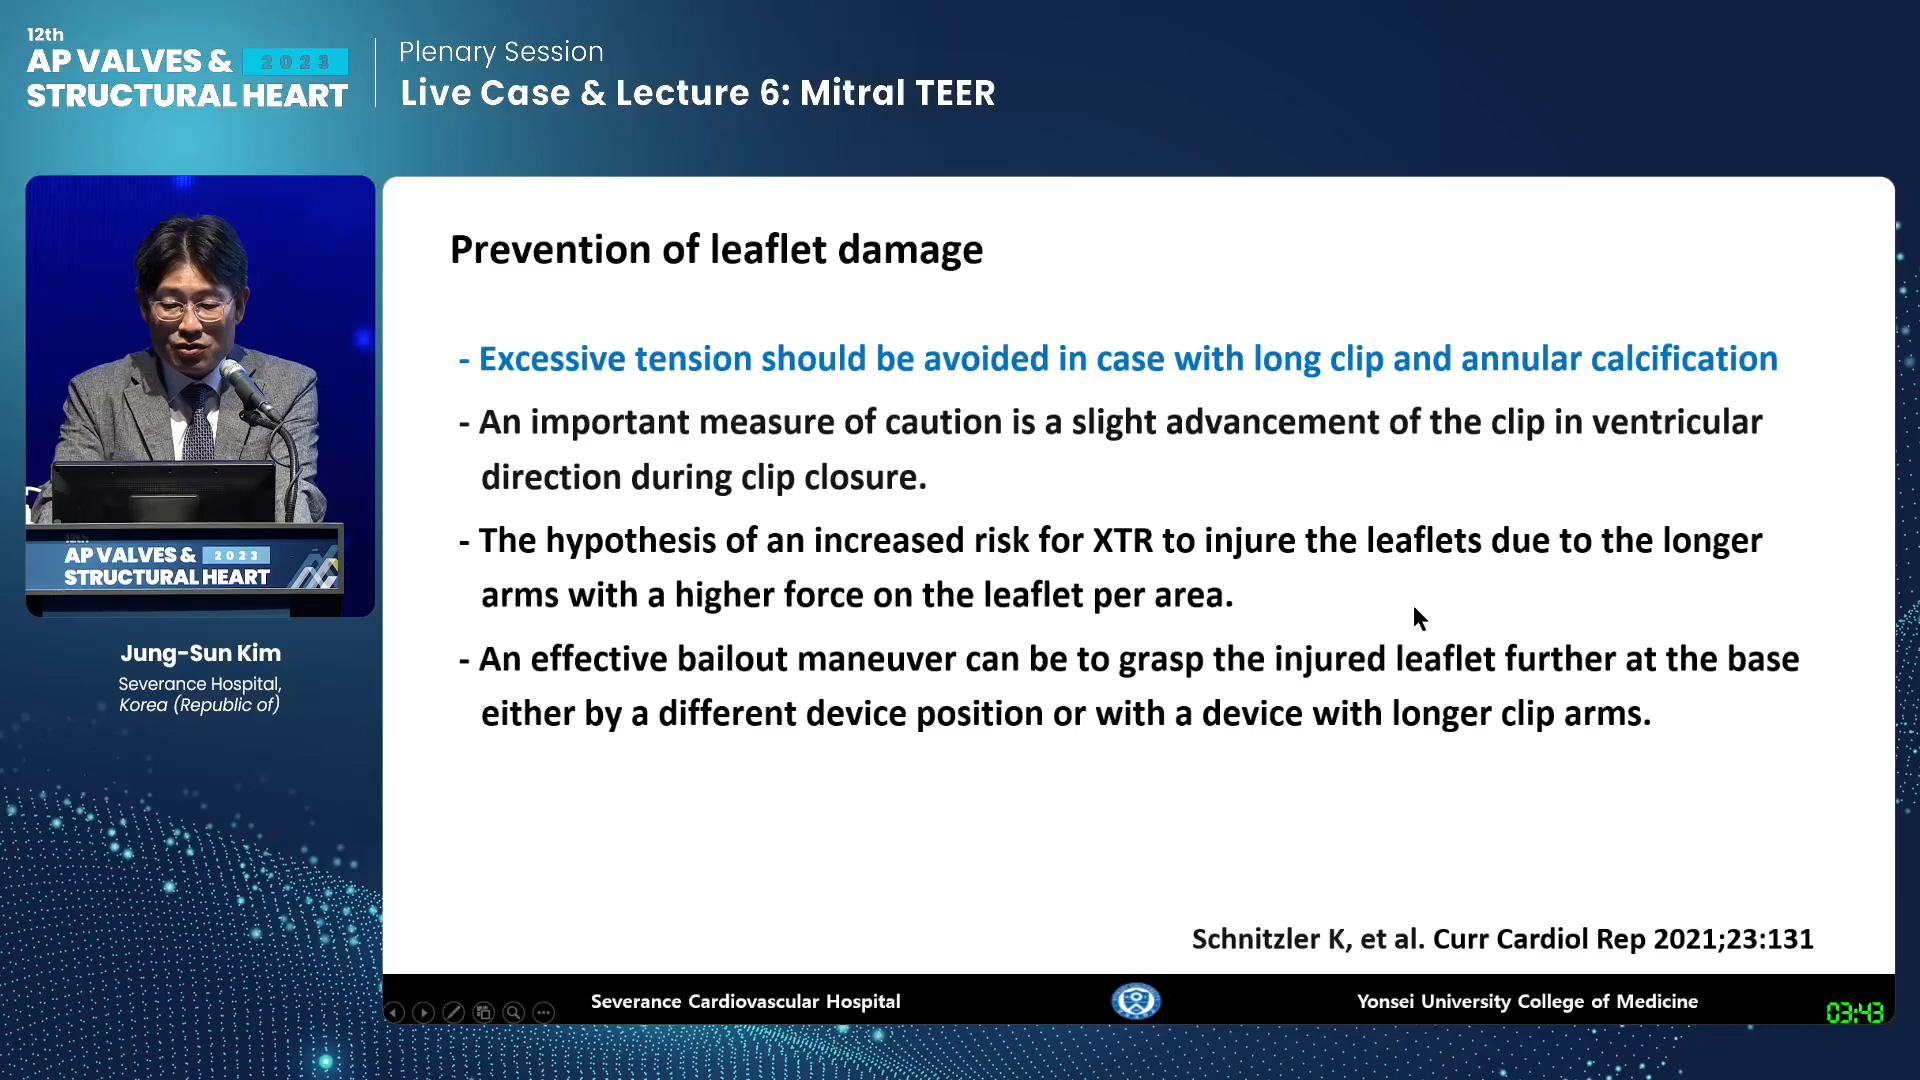 12th
AP VALVES & 2023
STRUCTURAL HEART
Plenary Session
Live Case & Lecture 6: Mitral TEER
Prevention of leaflet damage
- Excessive tension should be avoided in case with long clip and annular calcification
- An important measure of caution is a slight advancement of the clip in ventricular
direction during clip closure.
- The hypothesis of an increased risk for XTR to injure the leaflets due to the longer
arms with a higher force on the leaflet per area.
- An effective bailout maneuver can be to grasp the injured leaflet further at the base
either by a different device position or with a device with longer clip arms.
Schnitzler K, et al. Curr Cardiol Rep 2021;23:131
Severance Cardiovascular Hospital
Yonsei University College of Medicine
03:43
12th
AP VALVES & 2023
STRUCTURAL HEART
Jung-Sun Kim
Severance Hospital,
Korea (Republic of)